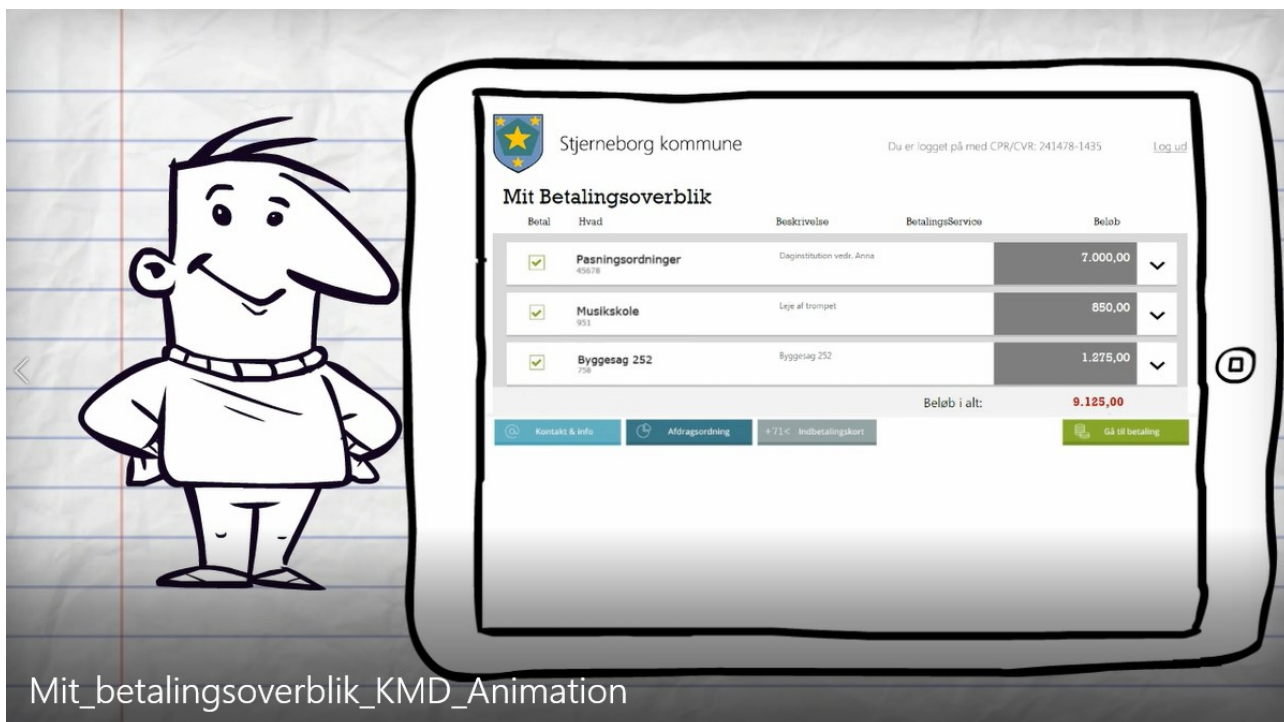 Stjerneborg kommune
Du er logget på med CPR/CVR: 241478-1435
Log ud
Mit Betalingsoverblik
Betal Hvad Beskrivelse BetalingsService Beløb
Pasningsordninger Daginstitution vedr. Anna 7.000,00
45678
Musikskole Leje af trompet 850,00
951
Byggesag 252 Byggesag 252 1.275,00
758
Beløb i alt: 9.125,00
@ Kontakt & info Afdragsordning +71< Indbetalingskort Gå til betaling
Mit_betalingsoverblik_KMD_Animation